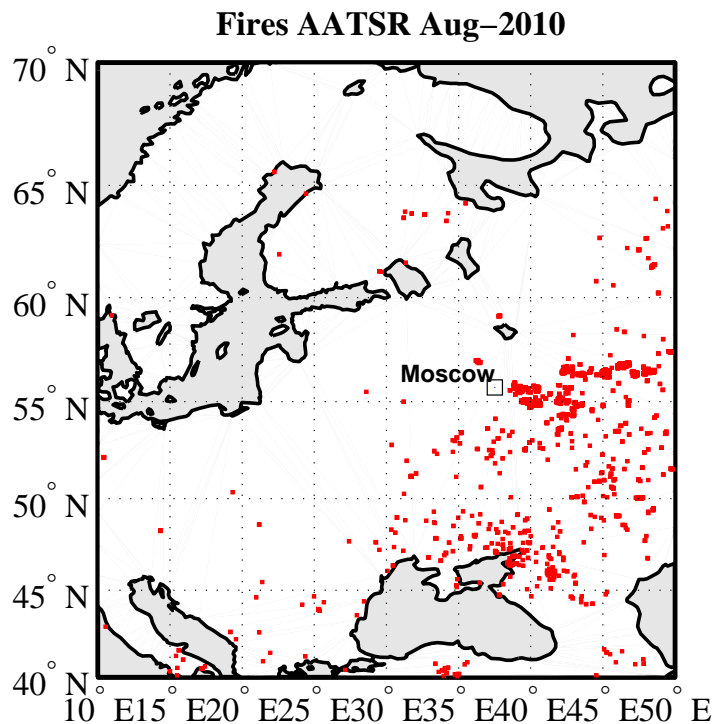 Fires AATSR Aug−2010
70° N
65° N
60° N
Moscow
55° N
50° N
45° N
40° N
10° E15° E20° E25° E30° E35° E40° E45° E50° E